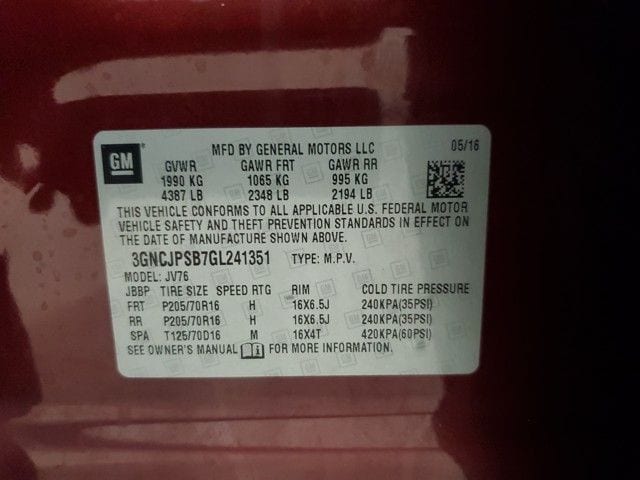 GM
MFD BY GENERAL MOTORS LLC 05/16
GVWR GAWR FRT GAWR RR
1990 KG 1065 KG 995 KG
4387 LB 2348 LB 2194 LB
THIS VEHICLE CONFORMS TO ALL APPLICABLE U.S. FEDERAL MOTOR
VEHICLE SAFETY AND THEFT PREVENTION STANDARDS IN EFFECT ON
THE DATE OF MANUFACTURE SHOWN ABOVE.
3GNCJPSB7GL241351 TYPE: M.P.V.
MODEL: JV76
JBBP TIRE SIZE SPEED RTG RIM COLD TIRE PRESSURE
FRT P205/70R16 H 16X6.5J 240KPA(35PSI)
RR P205/70R16 H 16X6.5J 240KPA(35PSI)
SPA T125/70D16 M 16X4T 420KPA(60PSI)
SEE OWNER'S MANUAL FOR MORE INFORMATION.